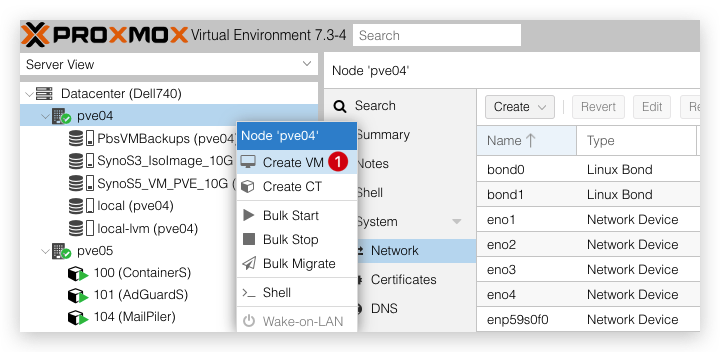 PROXMOX Virtual Environment 7.3-4 Search
Server View
Datacenter (Dell740)
pve04
PbsVMBackups (pve04)
SynoS3_IsoImage_10G
SynoS5_VM_PVE_10G (
local (pve04)
local-lvm (pve04)
pve05
100 (ContainerS)
101 (AdGuardS)
104 (MailPiler)
Node 'pve04'
Create VM 1
Create CT
Bulk Start
Bulk Stop
Bulk Migrate
Shell
Wake-on-LAN
Node 'pve04'
Search
Summary
Notes
Shell
System
Network
Certificates
DNS
Create Revert Edit Re
Name Type
bond0 Linux Bond
bond1 Linux Bond
eno1 Network Device
eno2 Network Device
eno3 Network Device
eno4 Network Device
enp59s0f0 Network Device